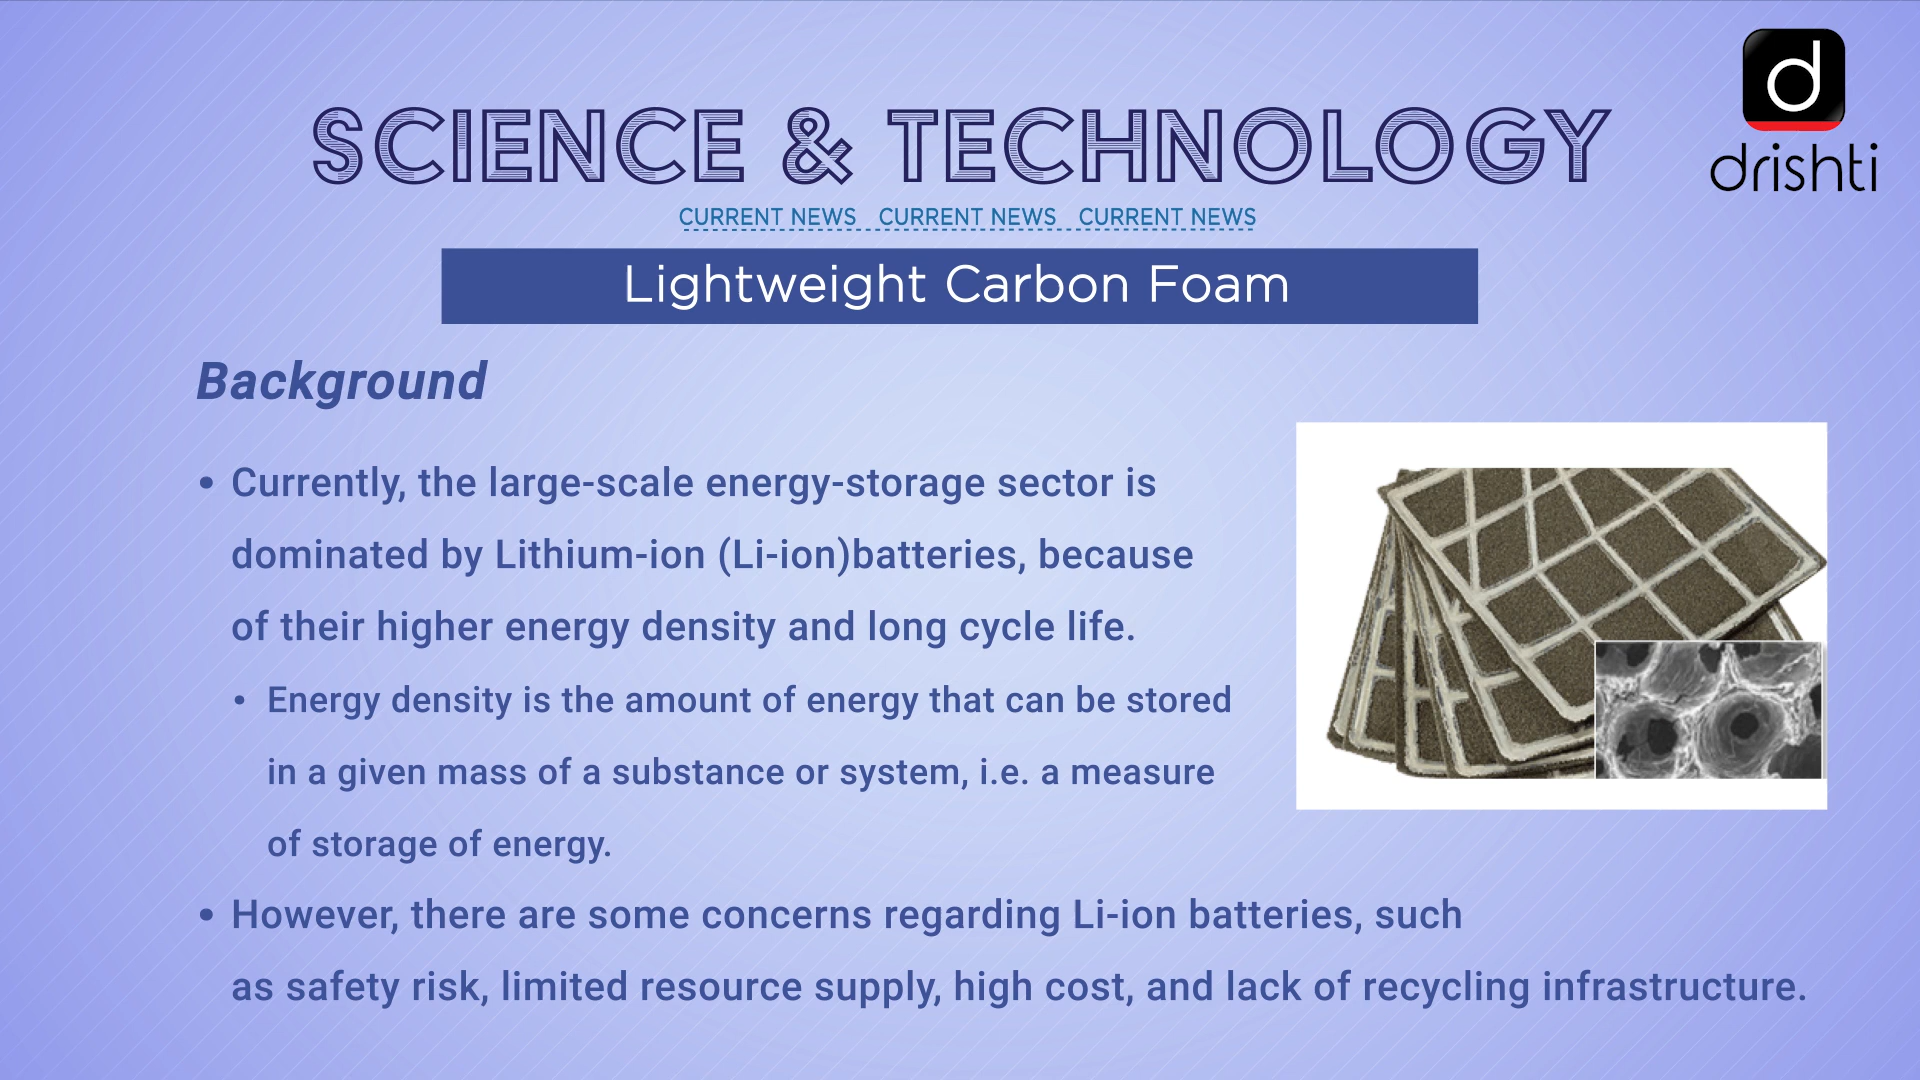 d
drishti
SCIENCE & TECHNOLOGY
CURRENT NEWS CURRENT NEWS CURRENT NEWS
Lightweight Carbon Foam
Background
• Currently, the large-scale energy-storage sector is
dominated by Lithium-ion (Li-ion)batteries, because
of their higher energy density and long cycle life.
• Energy density is the amount of energy that can be stored
in a given mass of a substance or system, i.e. a measure
of storage of energy.
• However, there are some concerns regarding Li-ion batteries, such
as safety risk, limited resource supply, high cost, and lack of recycling infrastructure.